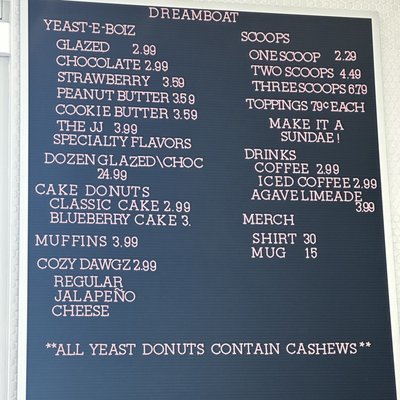 DREAMBOAT
YEAST-E-BOIZ
GLAZED 2.99
CHOCOLATE 2.99
STRAWBERRY 3.59
PEANUT BUTTER 3.59
COOKIE BUTTER 3.59
THE JJ 3.99
SPECIALTY FLAVORS
DOZEN GLAZED\CHOC
24.99
CAKE DONUTS
CLASSIC CAKE 2.99
BLUEBERRY CAKE 3.
MUFFINS 3.99
COZY DAWGZ 2.99
REGULAR
JALAPEÑO
CHEESE
SCOOPS
ONE SCOOP 2.29
TWO SCOOPS 4.49
THREE SCOOPS 6.79
TOPPINGS 79¢ EACH
MAKE IT A
SUNDAE!
DRINKS
COFFEE 2.99
ICED COFFEE 2.99
AGAVE LIMEADE
3.99
MERCH
SHIRT 30
MUG 15
**ALL YEAST DONUTS CONTAIN CASHEWS**